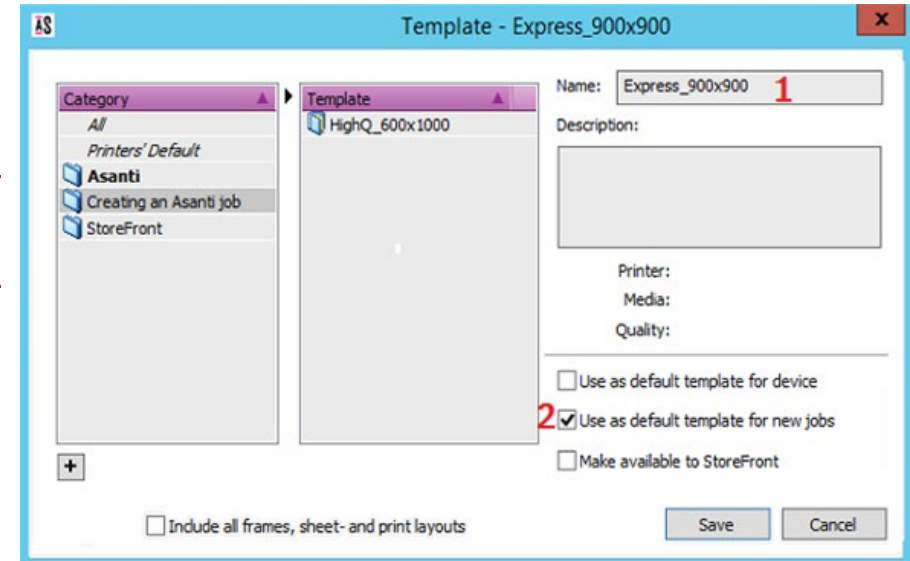 AS
Template - Express_900x900
x
Category
All
Printers' Default
Asanti
Creating an Asanti job
StoreFront
+
Template
HighQ_600x1000
Name: Express_900x900 1
Description:
Printer:
Media:
Quality:
Use as default template for device
2 Use as default template for new jobs
Make available to StoreFront
Include all frames, sheet- and print layouts
Save Cancel